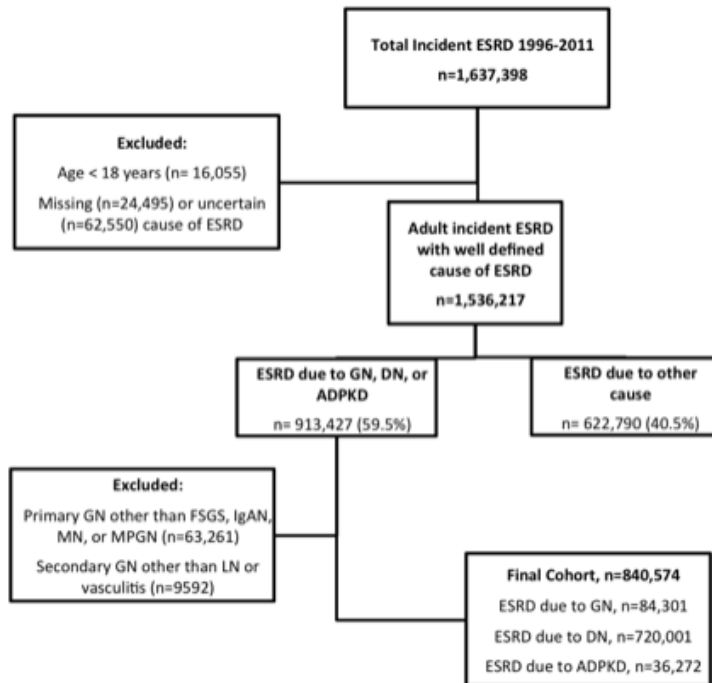 Total Incident ESRD 1996-2011
n=1,637,398
Excluded:
Age < 18 years (n= 16,055)
Missing (n=24,495) or uncertain
(n=62,550) cause of ESRD
Adult incident ESRD
with well defined
cause of ESRD
n=1,536,217
ESRD due to GN, DN, or
ADPKD
n= 913,427 (59.5%)
ESRD due to other
cause
n= 622,790 (40.5%)
Excluded:
Primary GN other than FSGS, IgAN,
MN, or MPGN (n=63,261)
Secondary GN other than LN or
vasculitis (n=9592)
Final Cohort, n=840,574
ESRD due to GN, n=84,301
ESRD due to DN, n=720,001
ESRD due to ADPKD, n=36,272